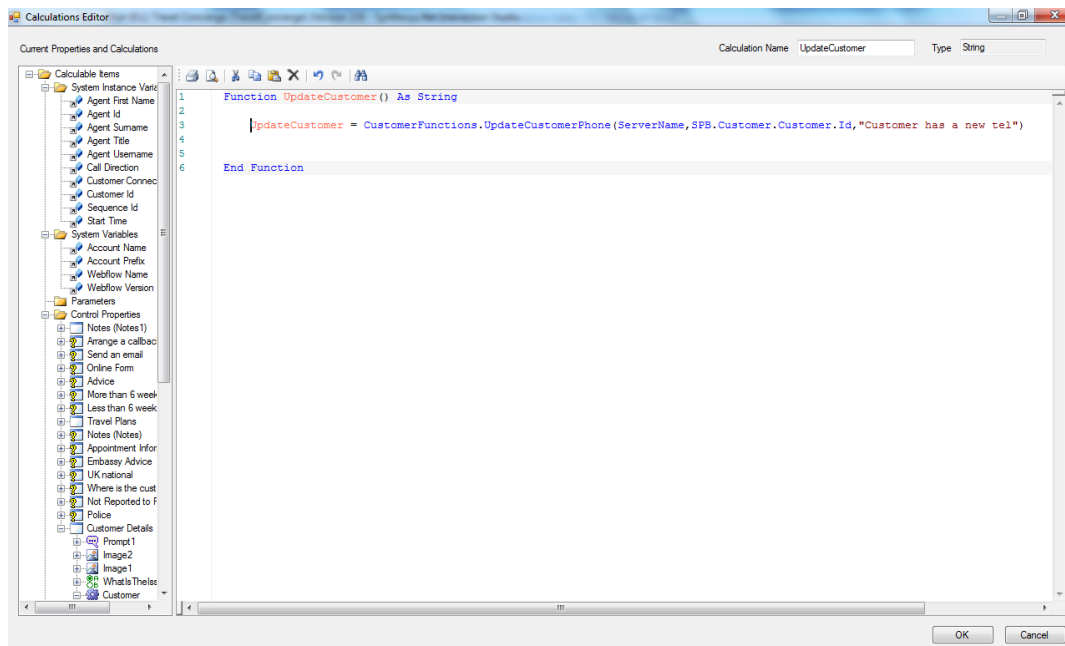 Calculations Editor
Current Properties and Calculations
Calculation Name UpdateCustomer Type String
Calculable Items
System Instance Varia
Agent First Name
Agent Id
Agent Surname
Agent Title
Agent Username
Call Direction
Customer Connec
Customer Id
Sequence Id
Start Time
System Variables
Account Name
Account Prefix
Webflow Name
Webflow Version
Parameters
Control Properties
Notes (Notes1)
Arrange a callbac
Send an email
Online Form
Advice
More than 6 week
Less than 6 week
Travel Plans
Notes (Notes)
Appointment Infor
Embassy Advice
UK national
Where is the cust
Not Reported to P
Police
Customer Details
Prompt1
Image2
Image1
WhatIsTheIss
Customer
1 Function UpdateCustomer() As String
2
3 UpdateCustomer = CustomerFunctions.UpdateCustomerPhone(ServerName,SPB.Customer.Customer.Id,"Customer has a new tel")
4
5
6 End Function
OK Cancel